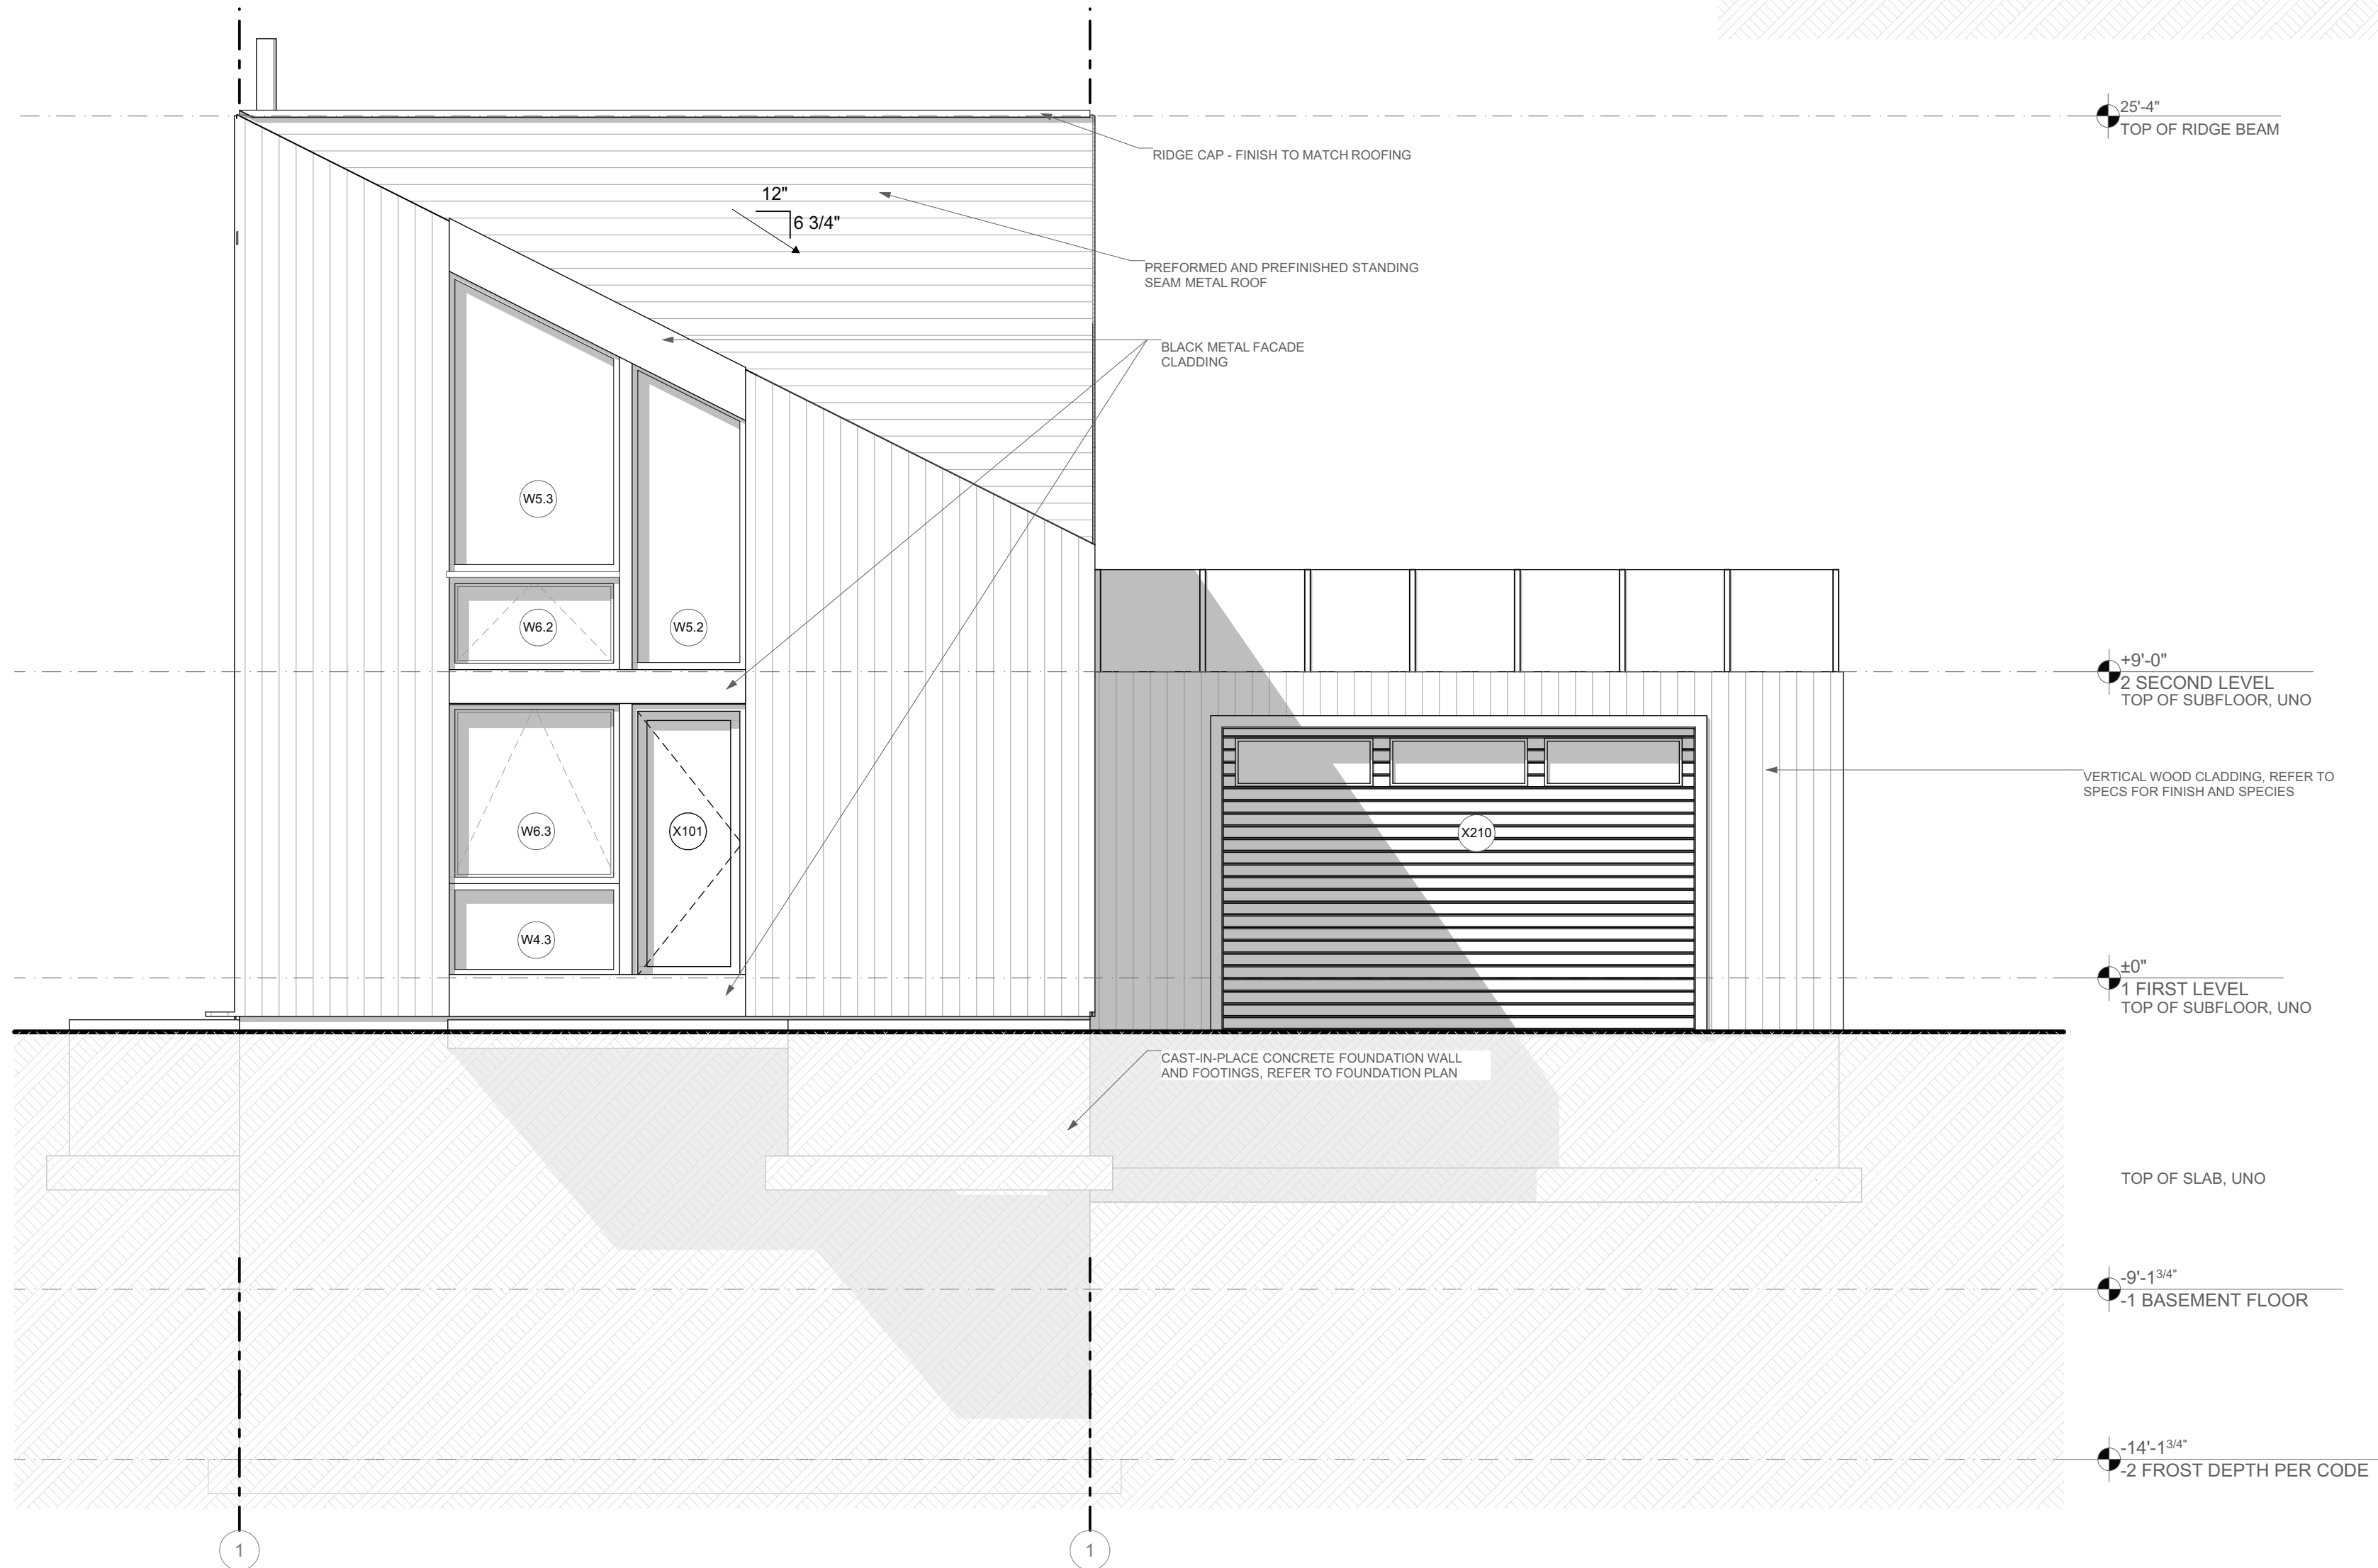 25'-4"
TOP OF RIDGE BEAM
RIDGE CAP - FINISH TO MATCH ROOFING
12"
6 3/4"
PREFORMED AND PREFINISHED STANDING
SEAM METAL ROOF
BLACK METAL FACADE
CLADDING
W5.3
W6.2
W5.2
+9'-0"
2 SECOND LEVEL
TOP OF SUBFLOOR, UNO
VERTICAL WOOD CLADDING, REFER TO
SPECS FOR FINISH AND SPECIES
W6.3
X101
X210
W4.3
±0"
1 FIRST LEVEL
TOP OF SUBFLOOR, UNO
CAST-IN-PLACE CONCRETE FOUNDATION WALL
AND FOOTINGS, REFER TO FOUNDATION PLAN
TOP OF SLAB, UNO
-9'-1 3/4"
-1 BASEMENT FLOOR
-14'-1 3/4"
-2 FROST DEPTH PER CODE
1
1